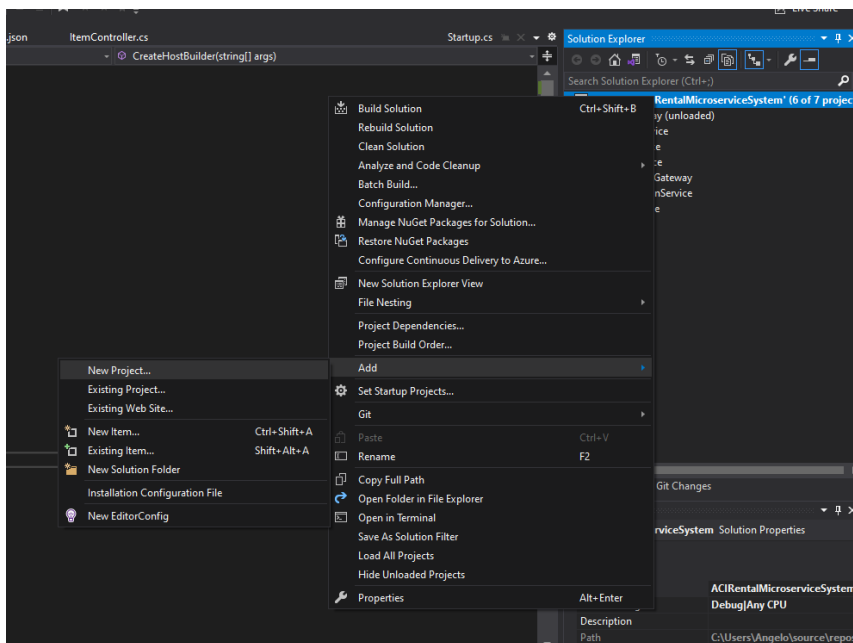 .json
ItemController.cs
Startup.cs
Solution Explorer
CreateHostBuilder(string[] args)
Search Solution Explorer (Ctrl+;)
RentalMicroserviceSystem' (6 of 7 projec
(unloaded)
Gateway
nService
Build Solution Ctrl+Shift+B
Rebuild Solution
Clean Solution
Analyze and Code Cleanup
Batch Build...
Configuration Manager...
Manage NuGet Packages for Solution...
Restore NuGet Packages
Configure Continuous Delivery to Azure...
New Solution Explorer View
File Nesting
Project Dependencies...
Project Build Order...
Add
Set Startup Projects...
Git
Paste Ctrl+V
Rename F2
Copy Full Path
Open Folder in File Explorer
Open in Terminal
Save As Solution Filter
Load All Projects
Hide Unloaded Projects
Properties Alt+Enter
New Project...
Existing Project...
Existing Web Site...
New Item... Ctrl+Shift+A
Existing Item... Shift+Alt+A
New Solution Folder
Installation Configuration File
New EditorConfig
Git Changes
rviceSystem Solution Properties
ACIRentalMicroserviceSystem
Debug|Any CPU
Description
Path C:\Users\Angelo\source\repo